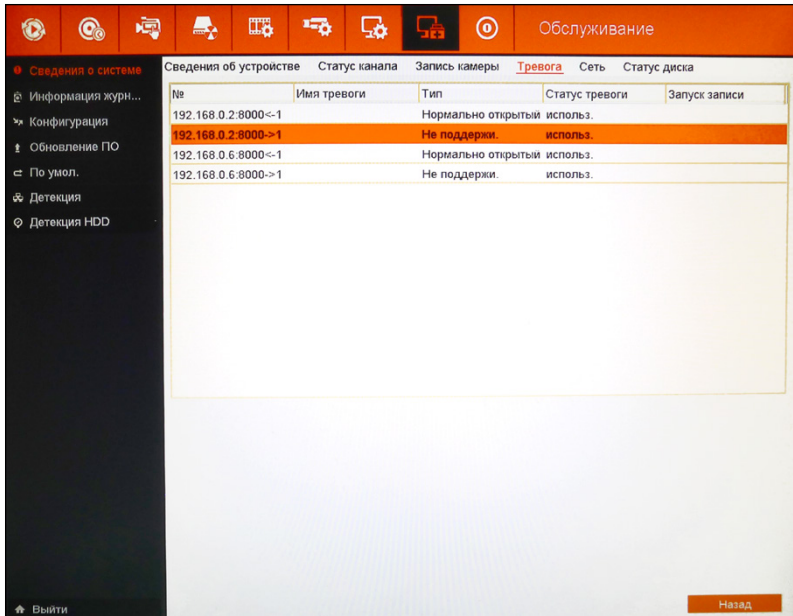 Обслуживание
Сведения о системе
Информация журн...
Конфигурация
Обновление ПО
По умол.
Детекция
Детекция HDD
Выйти
Сведения об устройстве Статус канала Запись камеры Тревога Сеть Статус диска
№ Имя тревоги Тип Статус тревоги Запуск записи
192.168.0.2:8000<-1 Нормально открытый использ.
192.168.0.2:8000->1 Не поддержи. использ.
192.168.0.6:8000<-1 Нормально открытый использ.
192.168.0.6:8000->1 Не поддержи. использ.
Назад